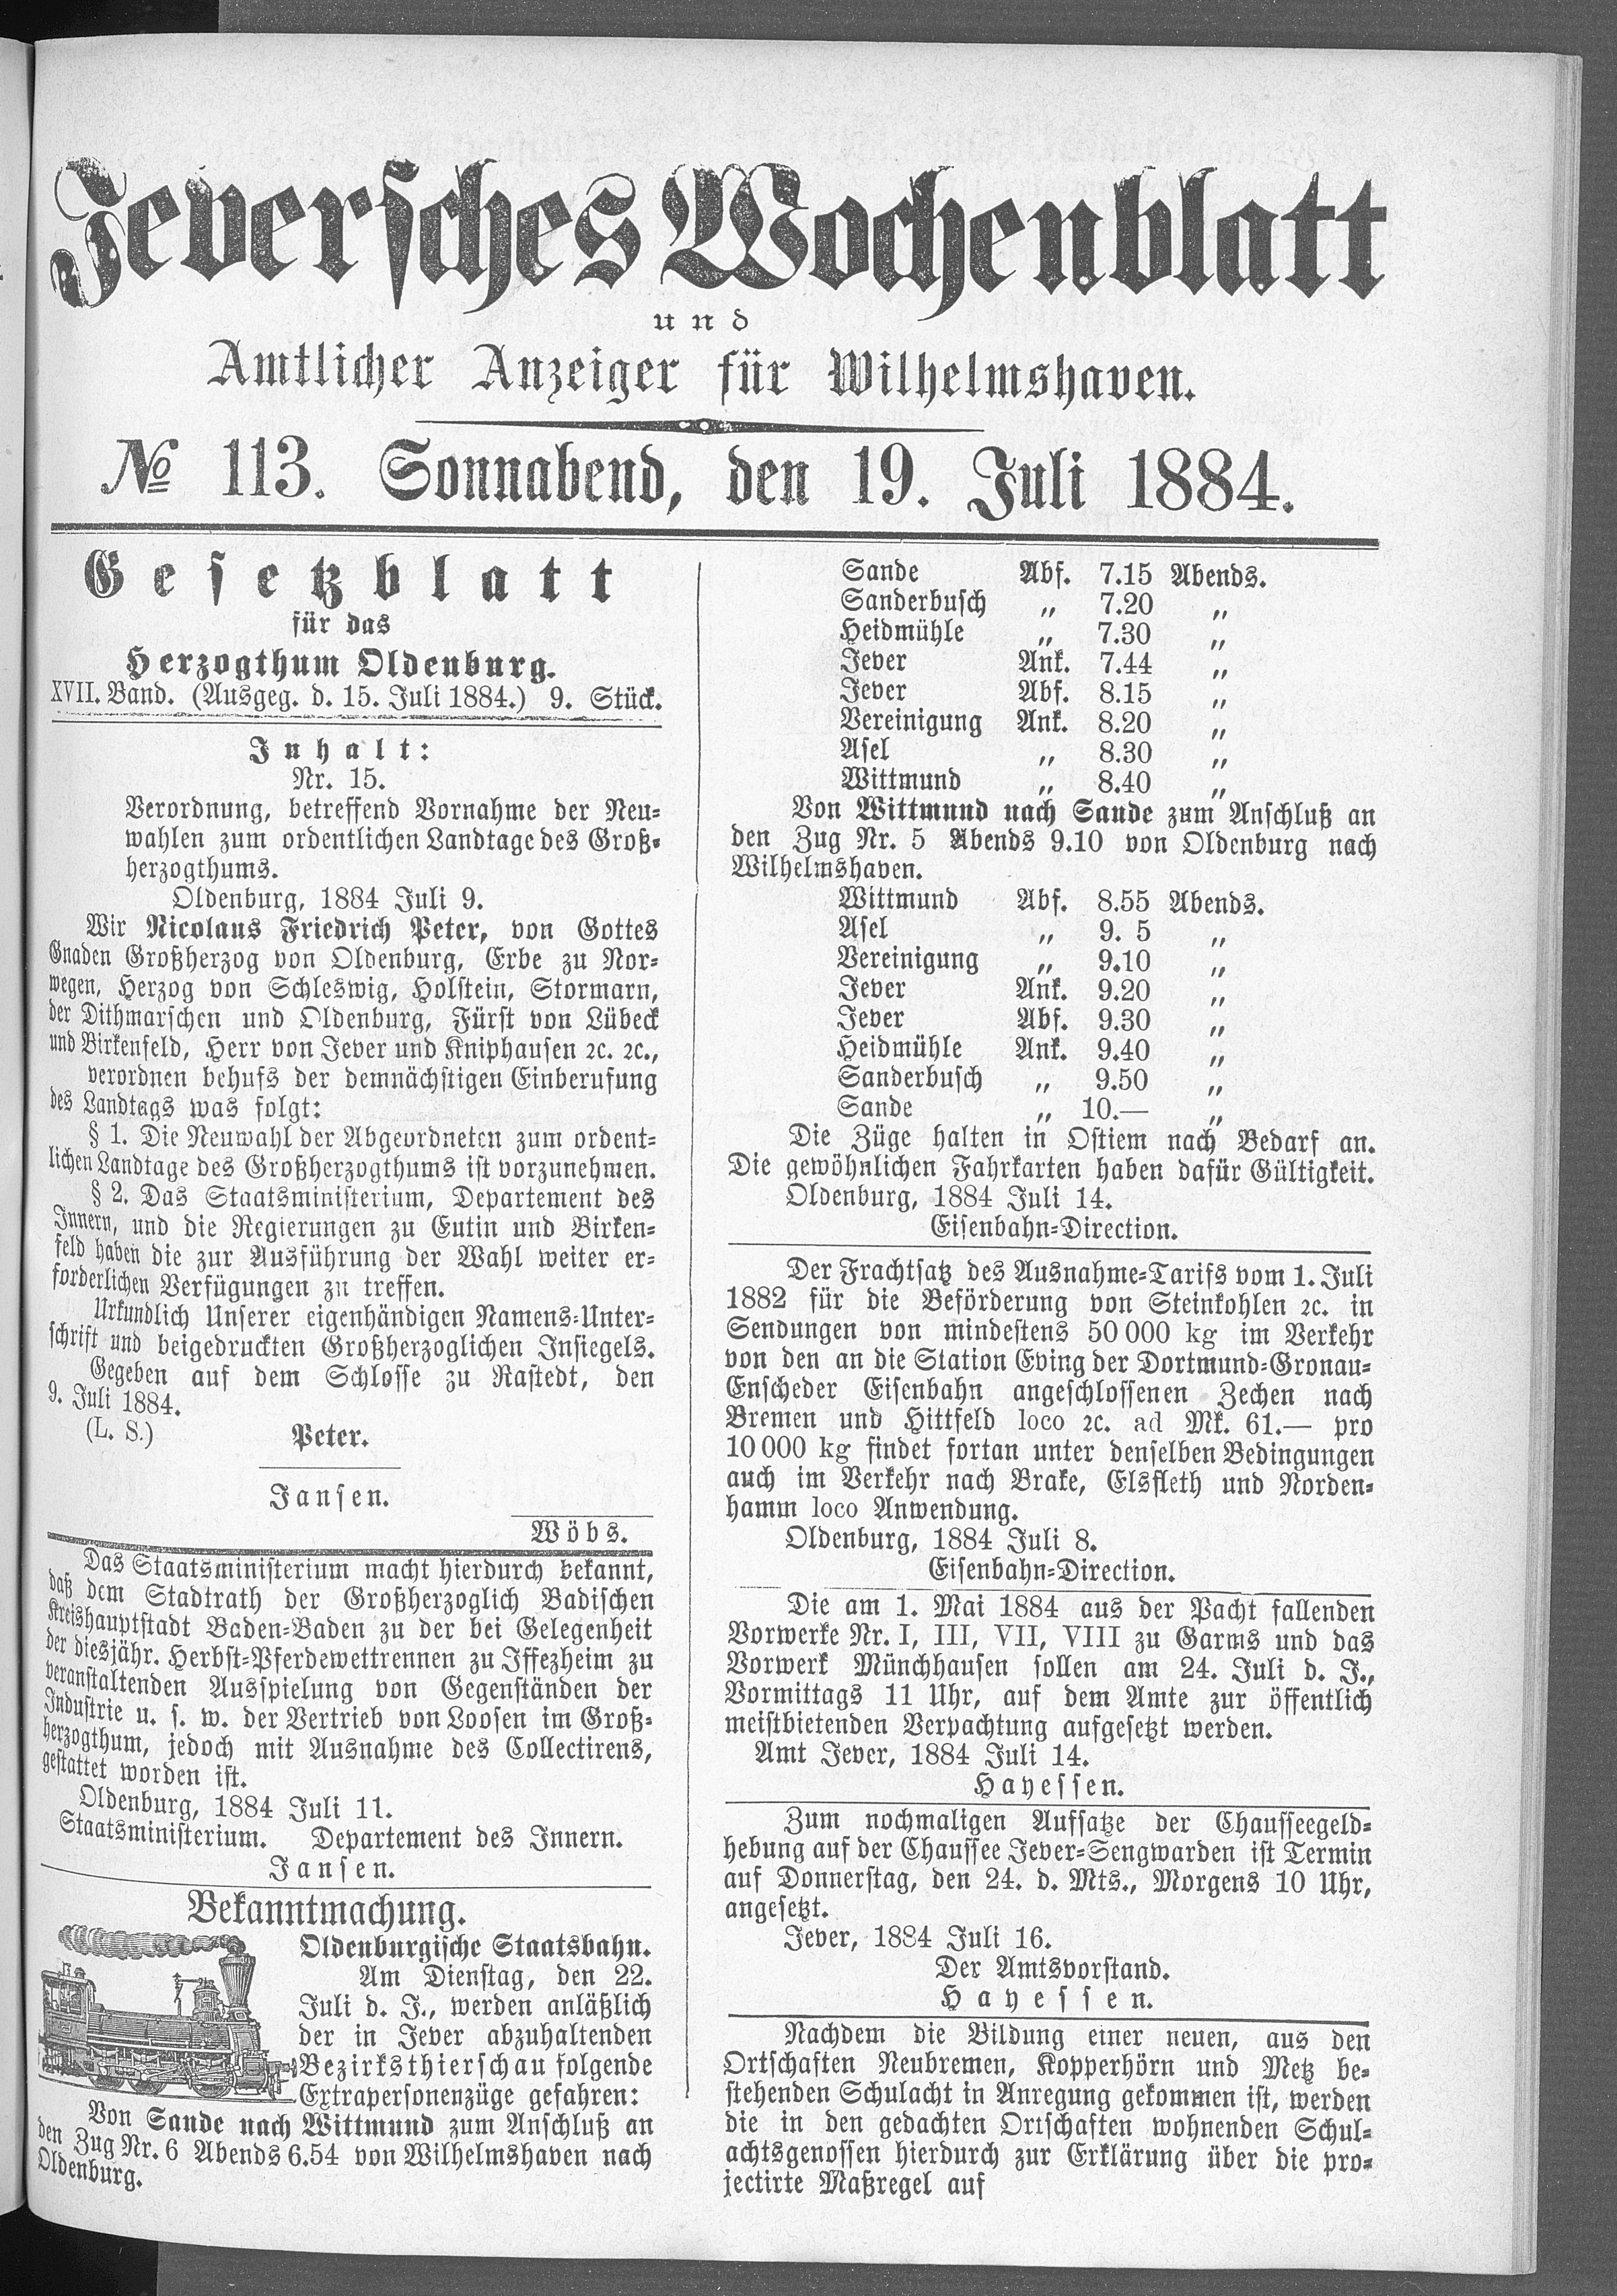 Jeversches Wochenblatt
und
Amtlicher Anzeiger für Wilhelmshaven.
№ 113. Sonnabend, den 19. Juli 1884.
Gesetzblatt
für das
Herzogthum Oldenburg.
XVII. Band. (Ausgeg. d. 15. Juli 1884.) 9. Stück.
Inhalt:
Nr. 15.
Verordnung, betreffend Vornahme der Neu-
wahlen zum ordentlichen Landtage des Groß-
herzogthums.
Oldenburg, 1884 Juli 9.
Wir Nicolaus Friedrich Peter, von Gottes
Gnaden Großherzog von Oldenburg, Erbe zu Nor-
wegen, Herzog von Schleswig, Holstein, Stormarn,
der Dithmarschen und Oldenburg, Fürst von Lübeck
und Birkenfeld, Herr von Jever und Kniphausen ꝛc. ꝛc.,
verordnen behufs der demnächstigen Einberufung
des Landtags was folgt:
§ 1. Die Neuwahl der Abgeordneten zum ordent-
lichen Landtage des Großherzogthums ist vorzunehmen.
§ 2. Das Staatsministerium, Departement des
Innern, und die Regierungen zu Eutin und Birken-
feld haben die zur Ausführung der Wahl weiter er-
forderlichen Verfügungen zu treffen.
Urkundlich Unserer eigenhändigen Namens-Unter-
schrift und beigedruckten Großherzoglichen Insiegels.
Gegeben auf dem Schlosse zu Rastedt, den
9. Juli 1884.
(L. S.) Peter.
Jansen.
Wöbs.
Das Staatsministerium macht hierdurch bekannt,
daß dem Stadtrath der Großherzoglich Badischen
Kreishauptstadt Baden-Baden zu der bei Gelegenheit
der diesjähr. Herbst-Pferdewettrennen zu Iffezheim zu
veranstaltenden Ausspielung von Gegenständen der
Industrie u. s. w. der Vertrieb von Loosen im Groß-
herzogthum, jedoch mit Ausnahme des Collectirens,
gestattet worden ist.
Oldenburg, 1884 Juli 11.
Staatsministerium. Departement des Innern.
Jansen.
Bekanntmachung.
Oldenburgische Staatsbahn.
Am Dienstag, den 22.
Juli d. J., werden anläßlich
der in Jever abzuhaltenden
Bezirksthierschau folgende
Extrapersonenzüge gefahren:
Von Sande nach Wittmund zum Anschluß an
den Zug Nr. 6 Abends 6.54 von Wilhelmshaven nach
Oldenburg.
Sande Abf. 7.15 Abends.
Sanderbusch „ 7.20 „
Heidmühle „ 7.30 „
Jever Ank. 7.44 „
Jever Abf. 8.15 „
Vereinigung Ank. 8.20 „
Asel „ 8.30 „
Wittmund „ 8.40 „
Von Wittmund nach Sande zum Anschluß an
den Zug Nr. 5 Abends 9.10 von Oldenburg nach
Wilhelmshaven.
Wittmund Abf. 8.55 Abends.
Asel „ 9. 5 „
Vereinigung „ 9.10 „
Jever Ank. 9.20 „
Jever Abf. 9.30 „
Heidmühle Ank. 9.40 „
Sanderbusch „ 9.50 „
Sande „ 10.— „
Die Züge halten in Ostiem nach Bedarf an.
Die gewöhnlichen Fahrkarten haben dafür Gültigkeit.
Oldenburg, 1884 Juli 14.
Eisenbahn-Direction.
Der Frachtsatz des Ausnahme-Tarifs vom 1. Juli
1882 für die Beförderung von Steinkohlen ꝛc. in
Sendungen von mindestens 50 000 kg im Verkehr
von den an die Station Eving der Dortmund-Gronau-
Enscheder Eisenbahn angeschlossenen Zechen nach
Bremen und Hittfeld loco ꝛc. ad Mk. 61.— pro
10 000 kg findet fortan unter denselben Bedingungen
auch im Verkehr nach Brake, Elsfleth und Norden-
hamm loco Anwendung.
Oldenburg, 1884 Juli 8.
Eisenbahn-Direction.
Die am 1. Mai 1884 aus der Pacht fallenden
Vorwerke Nr. I, III, VII, VIII zu Garms und das
Vorwerk Münchhausen sollen am 24. Juli d. J.,
Vormittags 11 Uhr, auf dem Amte zur öffentlich
meistbietenden Verpachtung aufgesetzt werden.
Amt Jever, 1884 Juli 14.
Hayessen.
Zum nochmaligen Aufsatze der Chausseegeld-
hebung auf der Chaussee Jever-Sengwarden ist Termin
auf Donnerstag, den 24. d. Mts., Morgens 10 Uhr,
angesetzt.
Jever, 1884 Juli 16.
Der Amtsvorstand.
Hayessen.
Nachdem die Bildung einer neuen, aus den
Ortschaften Neubremen, Kopperhörn und Metz be-
stehenden Schulacht in Anregung gekommen ist, werden
die in den gedachten Ortschaften wohnenden Schul-
achtsgenossen hierdurch zur Erklärung über die pro-
jectirte Maßregel auf